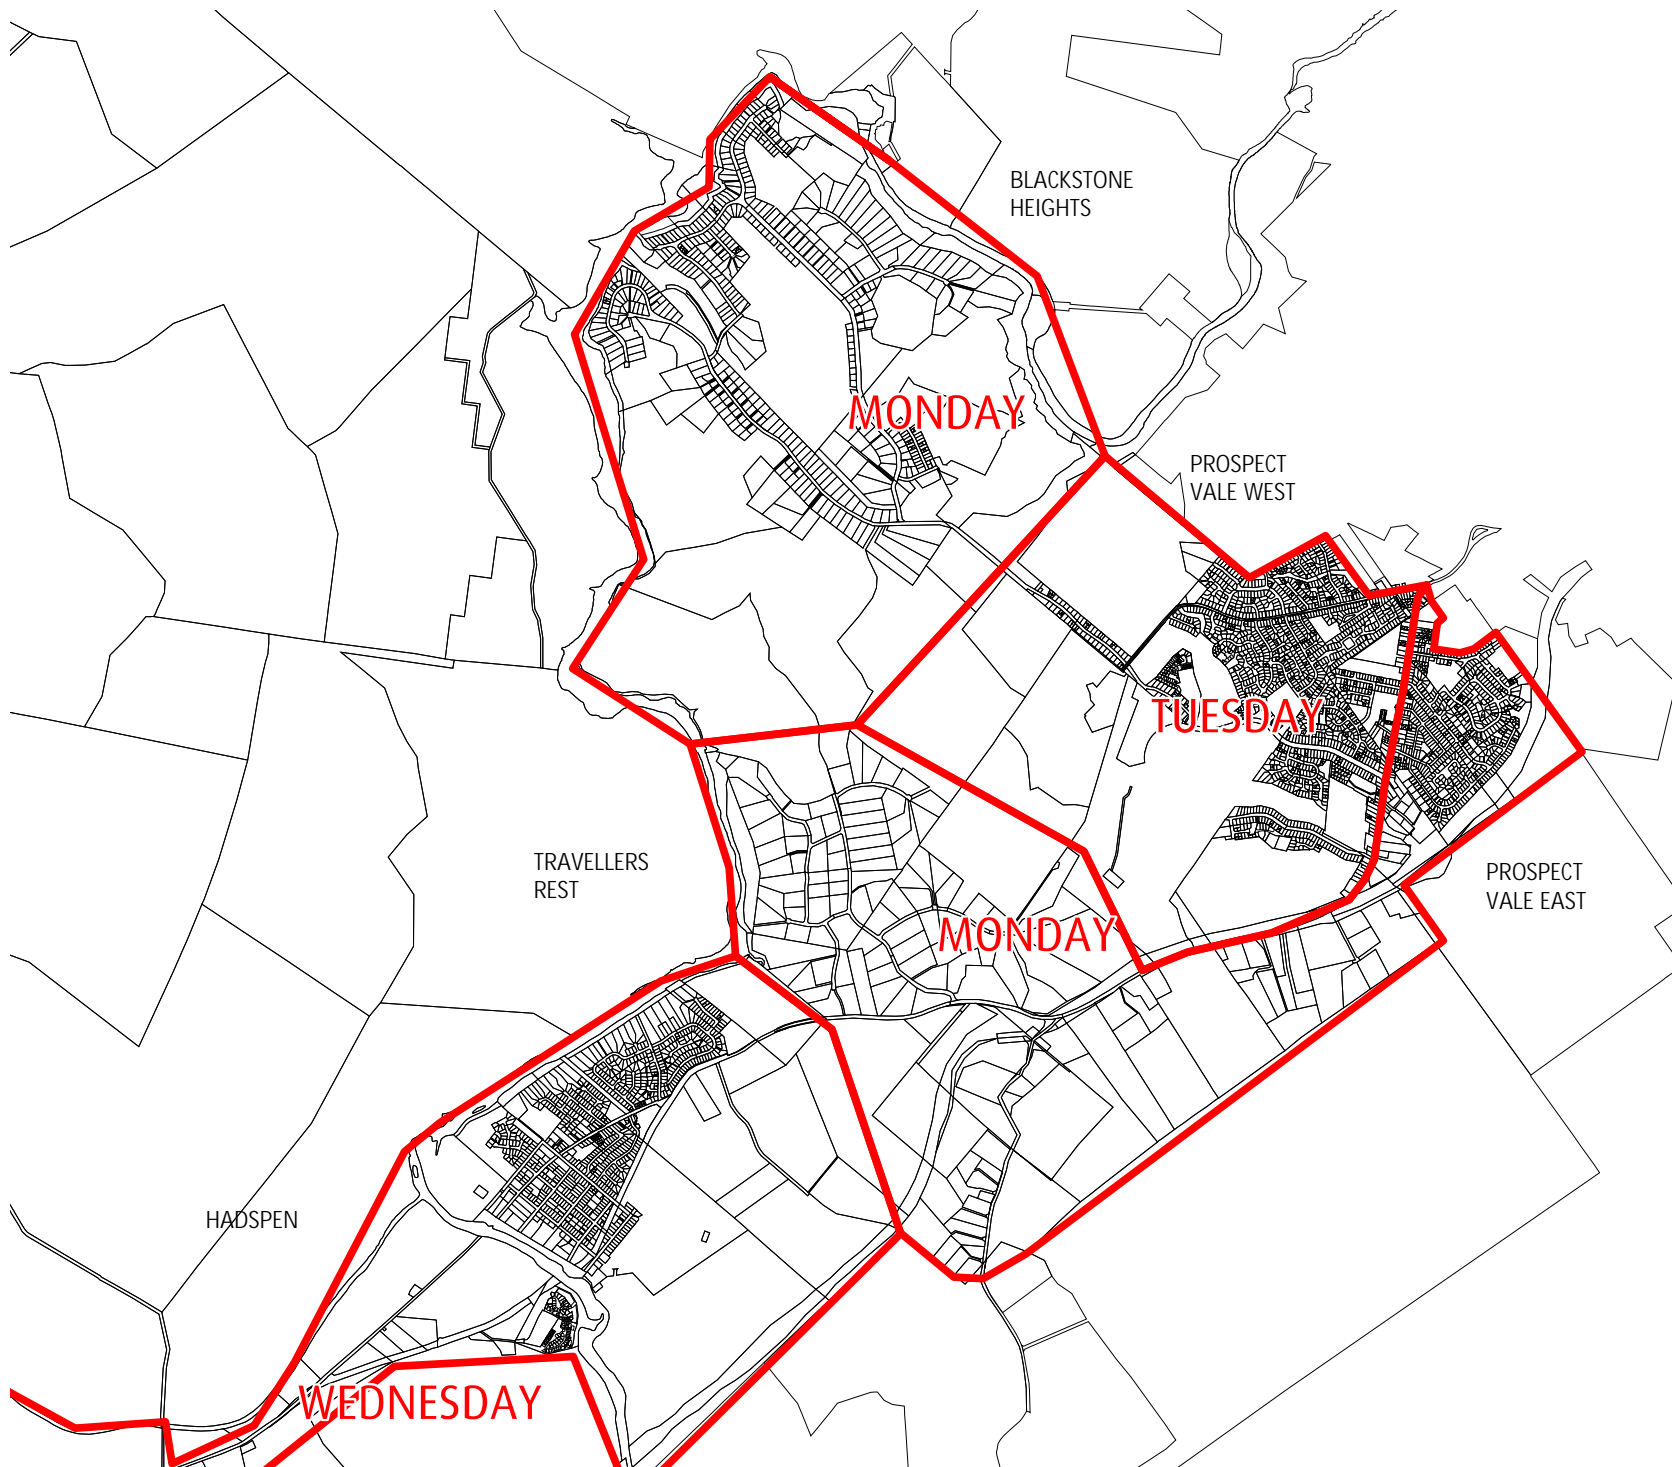 BLACKSTONE
HEIGHTS
MONDAY
PROSPECT
VALE WEST
TUESDAY
TRAVELLERS
REST
PROSPECT
VALE EAST
MONDAY
HADSPEN
WEDNESDAY